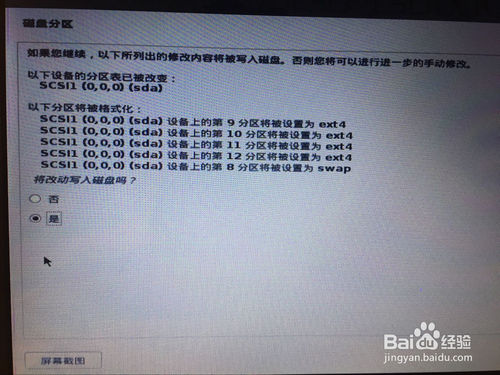 磁盘分区
如果您继续，以下所列出的修改内容将被写入磁盘。否则您将可以进行进一步的手动修改。
以下设备的分区表已被改变：
SCSI1 (0,0,0) (sda)
以下分区将被格式化：
SCSI1 (0,0,0) (sda) 设备上的第 9 分区将被设置为 ext4
SCSI1 (0,0,0) (sda) 设备上的第 10 分区将被设置为 ext4
SCSI1 (0,0,0) (sda) 设备上的第 11 分区将被设置为 ext4
SCSI1 (0,0,0) (sda) 设备上的第 12 分区将被设置为 ext4
SCSI1 (0,0,0) (sda) 设备上的第 8 分区将被设置为 swap
将改动写入磁盘吗？
否
是
屏幕截图
Baidu 经验
jingyan.baidu.com